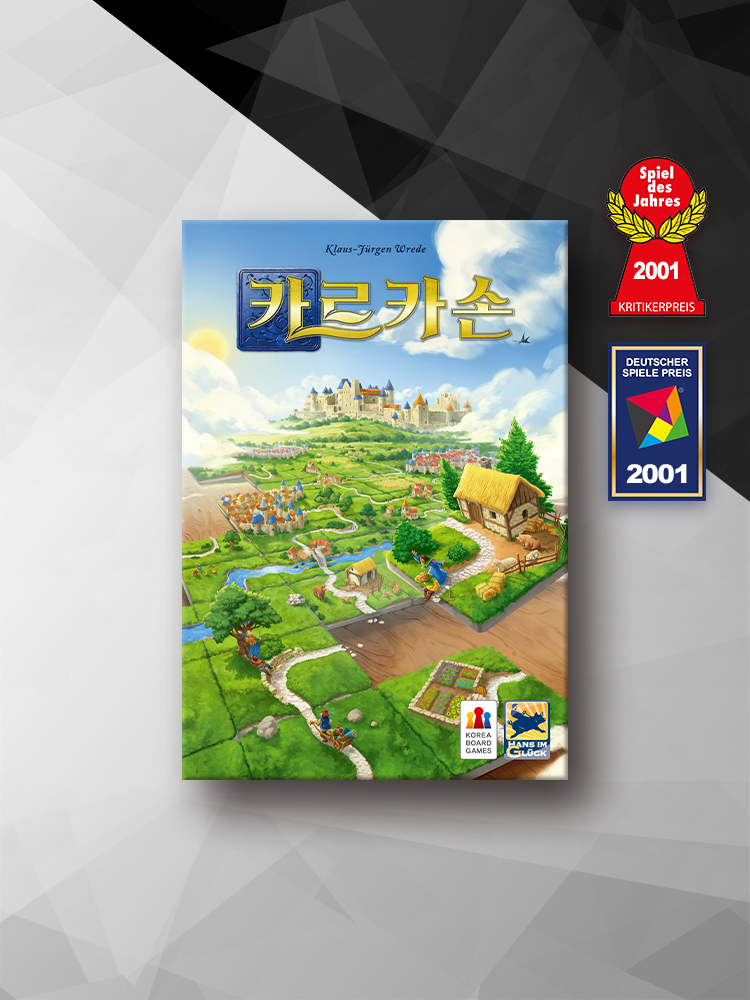 Klaus-Jürgen Wrede
카르카손
KOREA
BOARD
GAMES
HANS IM
GLÜCK
Spiel
des
Jahres
2001
KRITIKERPREIS
DEUTSCHER
SPIELE PREIS
®
2001